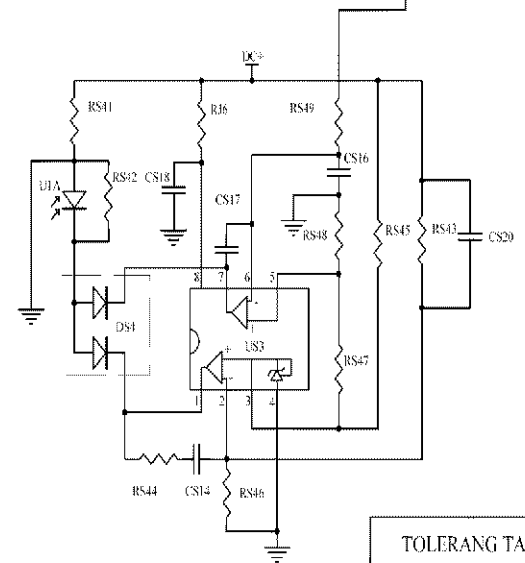 DC+
RS41
RJ6
RS49
U1A
RS42
CS18
CS17
CS16
RS48
RS45
RS43
CS20
8
7
6
5
DS4
US3
-
+
+
-
1
2
3
4
RS47
RS44
CS14
RS46
TOLERANG TA